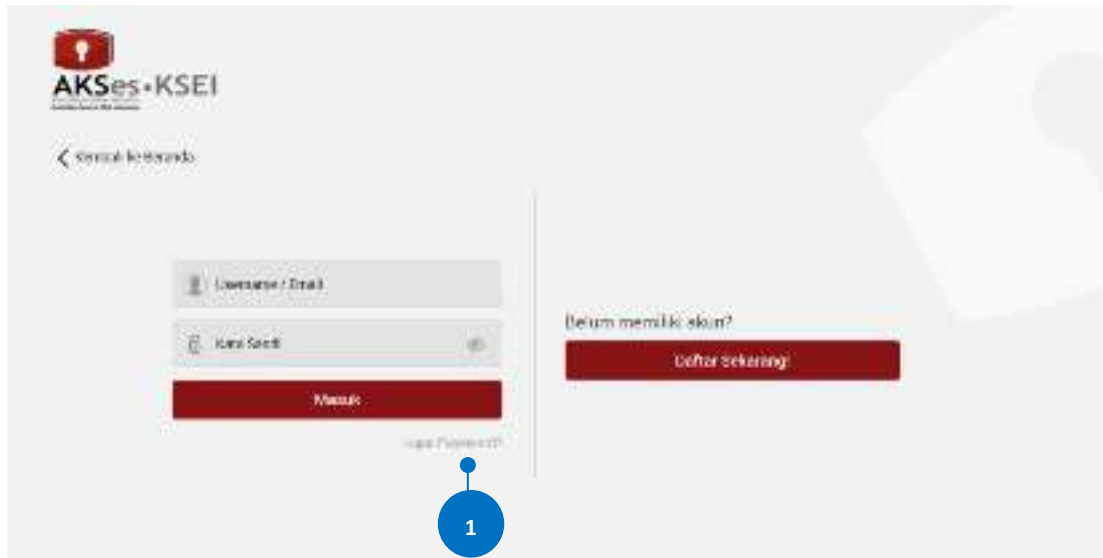 AKSes-KSEI
Kembali ke Beranda
Username / Email
Kata Sandi
Masuk
Lupa Password?
Belum memiliki akun?
Daftar Sekarang!
1